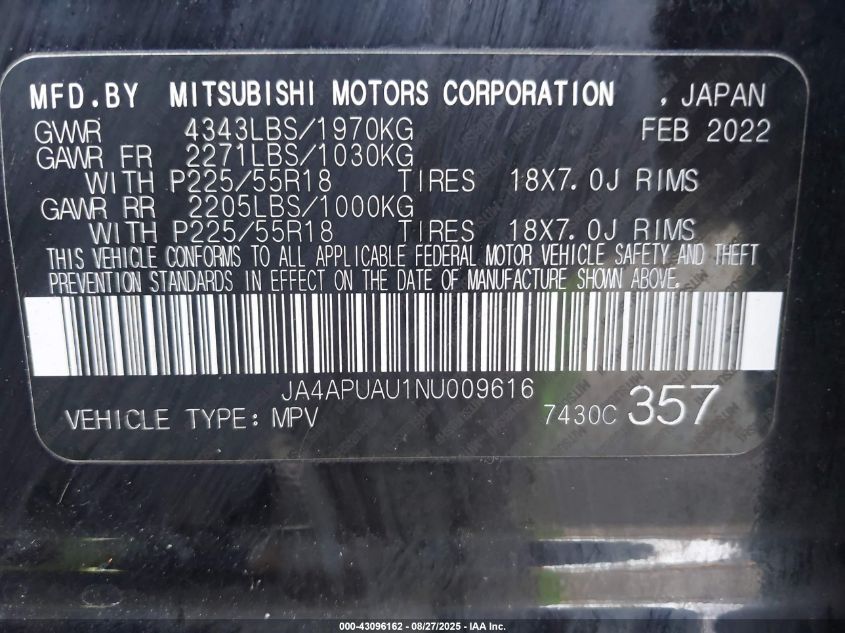 MFD.BY MITSUBISHI MOTORS CORPORATION , JAPAN
GVWR 4343LBS/1970KG FEB 2022
GAWR FR 2271LBS/1030KG
WITH P225/55R18 TIRES 18X7.0J RIMS
GAWR RR 2205LBS/1000KG
WITH P225/55R18 TIRES 18X7.0J RIMS
THIS VEHICLE CONFORMS TO ALL APPLICABLE FEDERAL MOTOR VEHICLE SAFETY AND THEFT
PREVENTION STANDARDS IN EFFECT ON THE DATE OF MANUFACTURE SHOWN ABOVE.
JA4APUAU1NU009616
VEHICLE TYPE: MPV 7430C 357
000-43096162 - 08/27/2025 - IAA Inc.